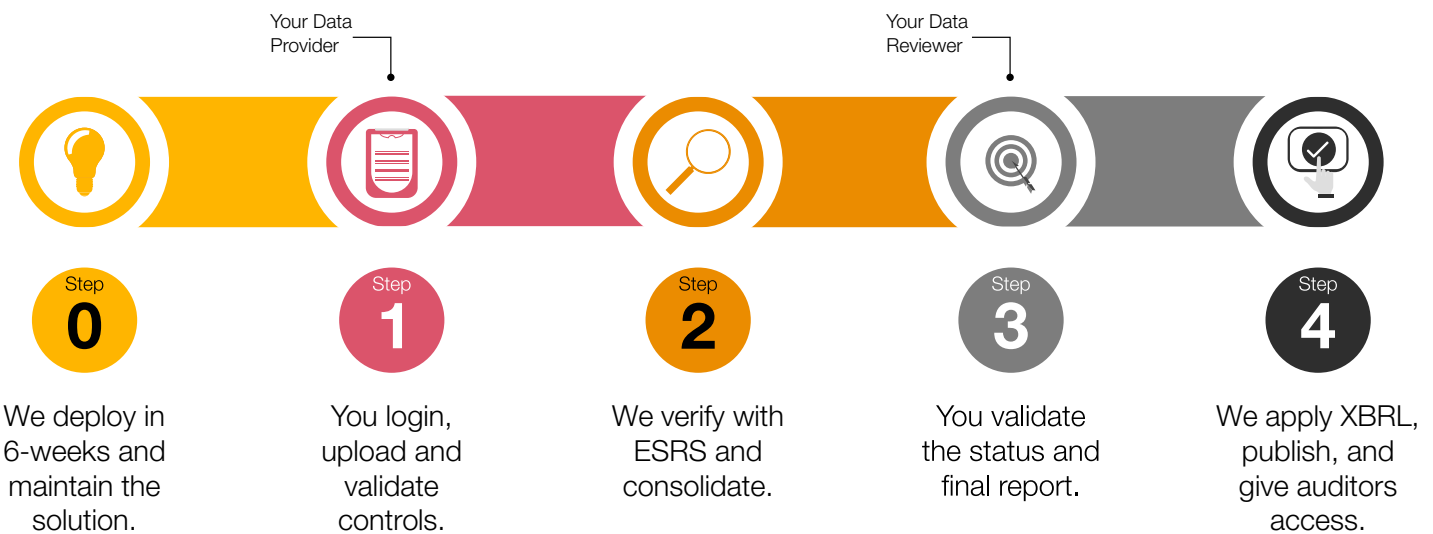 Your Data
Provider
Your Data
Reviewer
Step
0
Step
1
Step
2
Step
3
Step
4
We deploy in
6-weeks and
maintain the
solution.
You login,
upload and
validate
controls.
We verify with
ESRS and
consolidate.
You validate
the status and
final report.
We apply XBRL,
publish, and
give auditors
access.